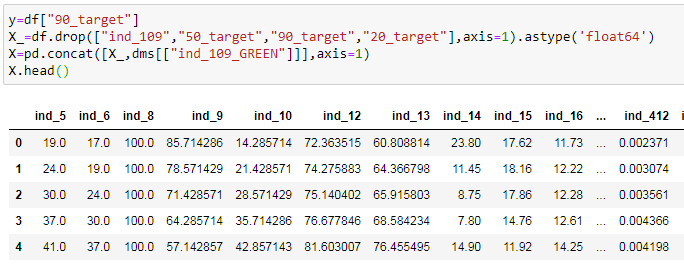 y=df["90_target"]
X_=df.drop(["ind_109","50_target","90_target","20_target"],axis=1).astype('float64')
X=pd.concat([X_,dms[["ind_109_GREEN"]]],axis=1)
X.head()
ind_5 ind_6 ind_8 ind_9 ind_10 ind_12 ind_13 ind_14 ind_15 ind_16 ... ind_412
0 19.0 17.0 100.0 85.714286 14.285714 72.363515 60.808814 23.80 17.62 11.73 ... 0.002371
1 24.0 19.0 100.0 78.571429 21.428571 74.275883 64.366798 11.45 18.16 12.22 ... 0.003074
2 30.0 24.0 100.0 71.428571 28.571429 75.140402 65.915803 8.75 17.86 12.28 ... 0.003561
3 37.0 30.0 100.0 64.285714 35.714286 76.677846 68.584234 7.80 14.76 12.61 ... 0.004366
4 41.0 37.0 100.0 57.142857 42.857143 81.603007 76.455495 14.90 11.92 14.25 ... 0.004198